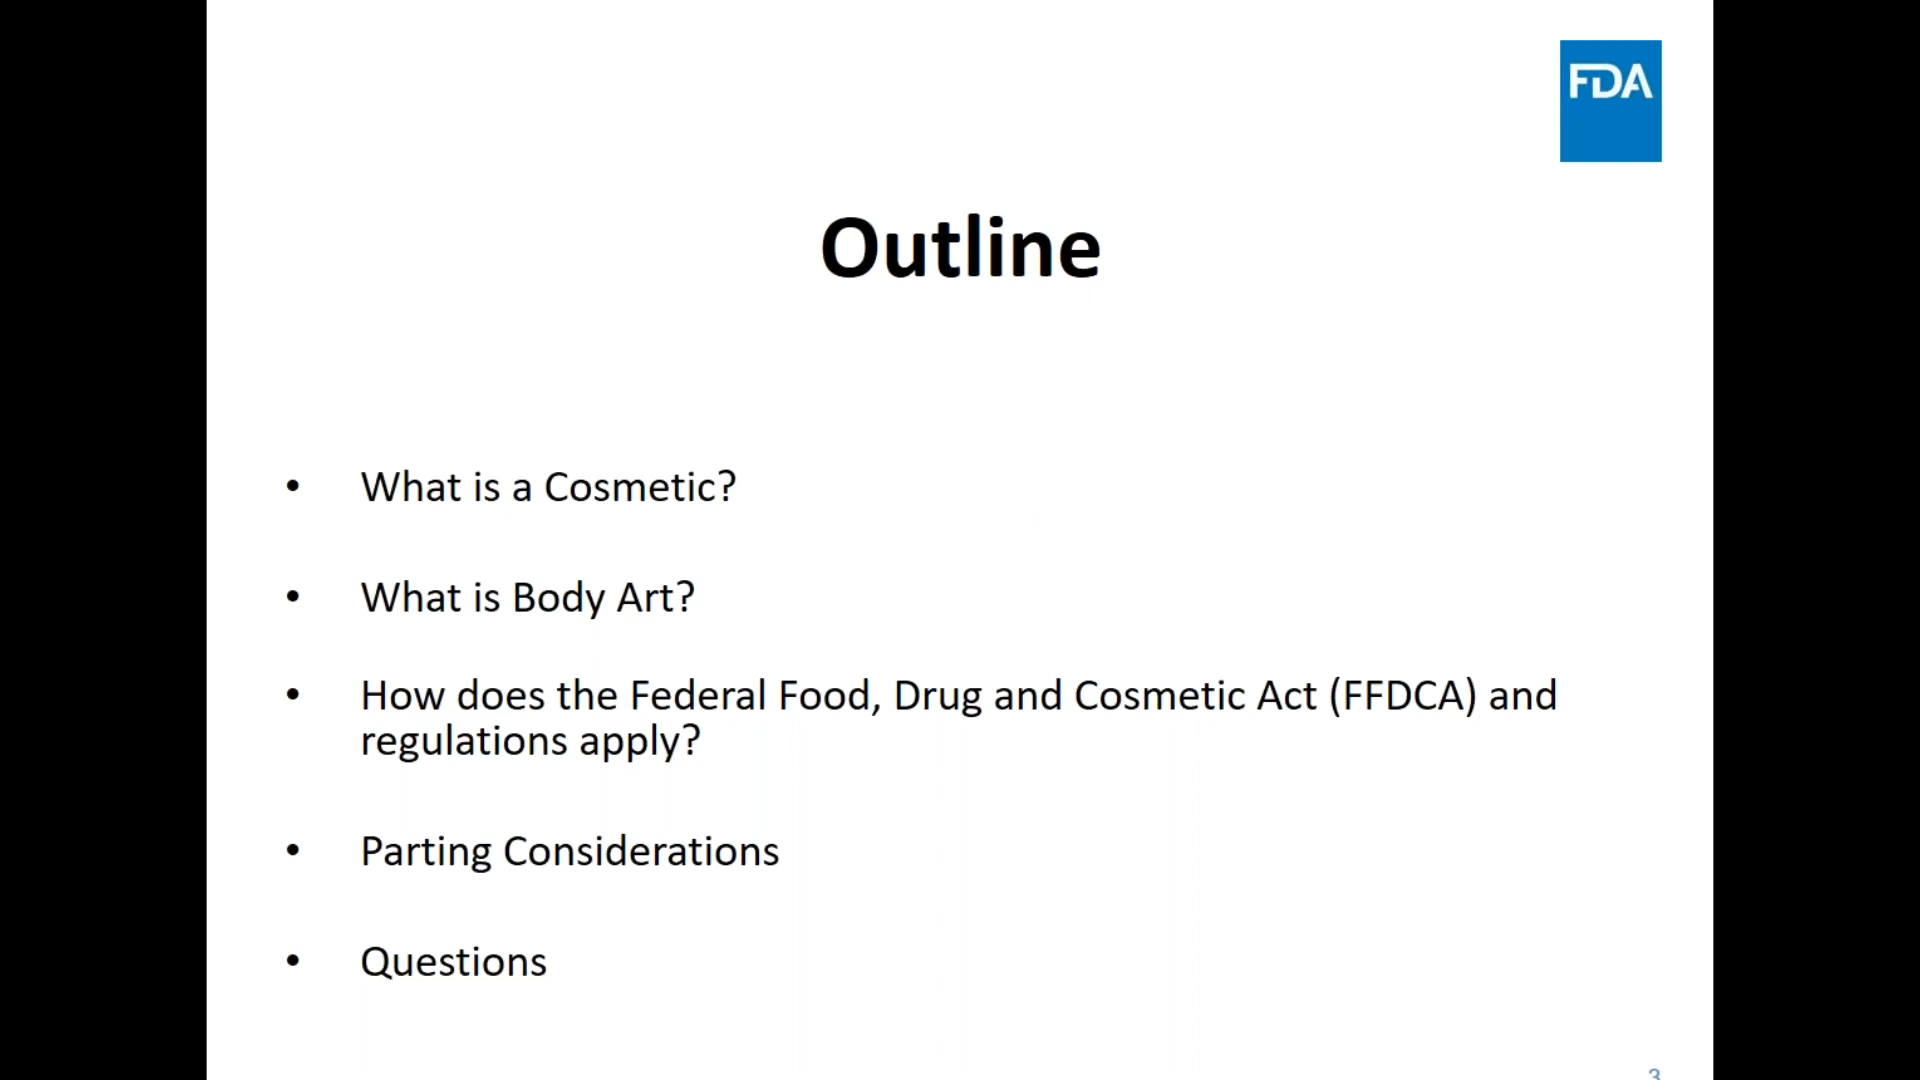 FDA
Outline
• What is a Cosmetic?
• What is Body Art?
• How does the Federal Food, Drug and Cosmetic Act (FFDCA) and
regulations apply?
• Parting Considerations
• Questions
3